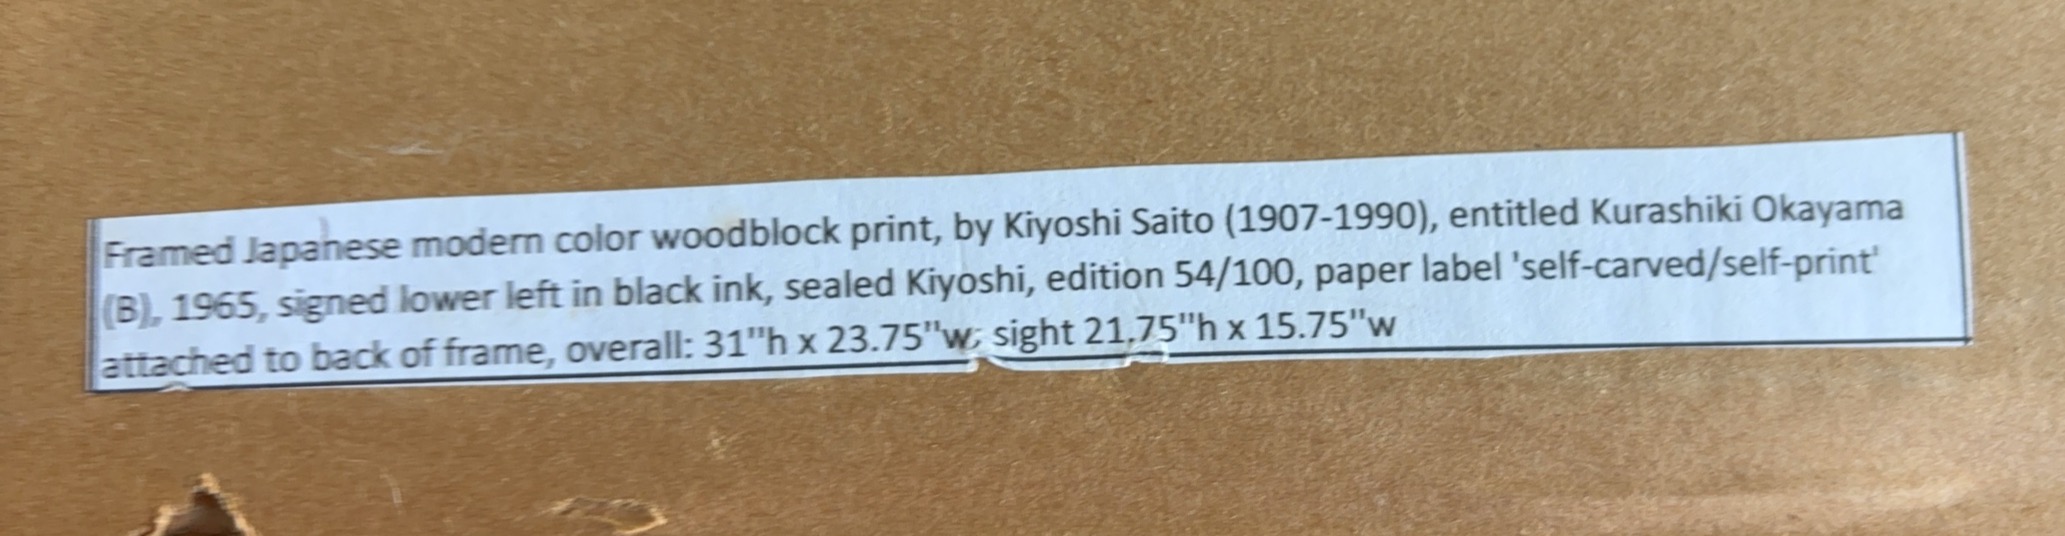 Framed Japanese modern color woodblock print, by Kiyoshi Saito (1907-1990), entitled Kurashiki Okayama
(B), 1965, signed lower left in black ink, sealed Kiyoshi, edition 54/100, paper label 'self-carved/self-print'
attached to back of frame, overall: 31"h x 23.75"w; sight 21.75"h x 15.75"w